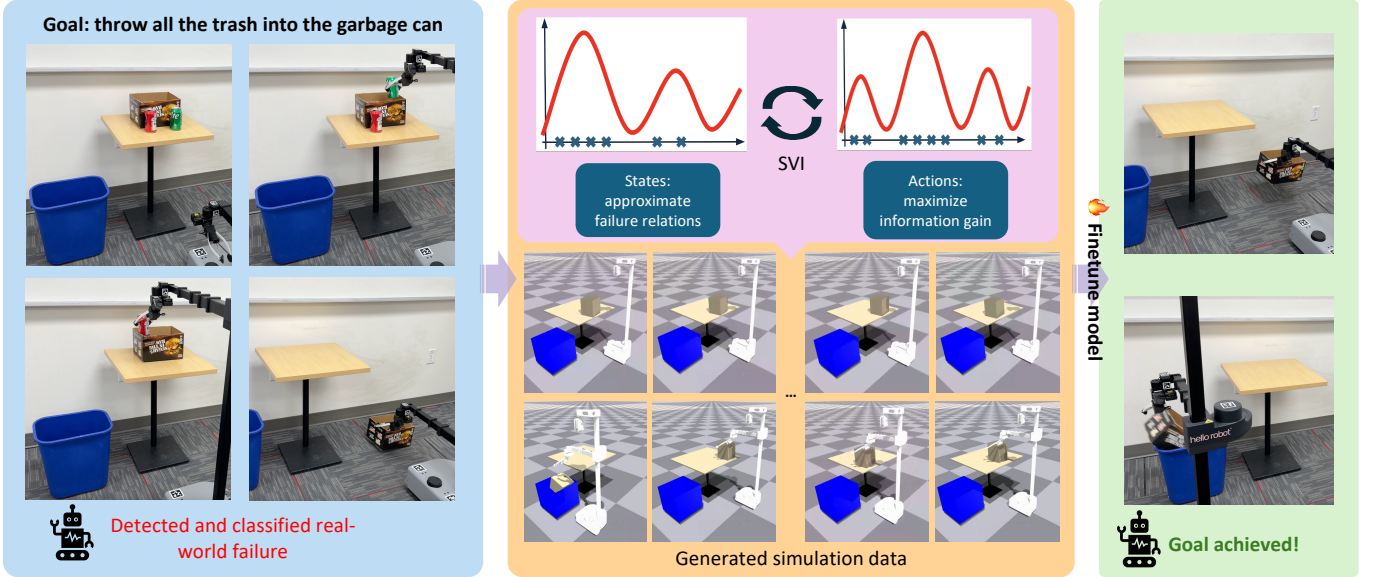 Goal: throw all the trash into the garbage can
Detected and classified real-
world failure
SVI
States:
approximate
failure relations
Actions:
maximize
information gain
...
Generated simulation data
Finetune model
hello robot
Goal achieved!